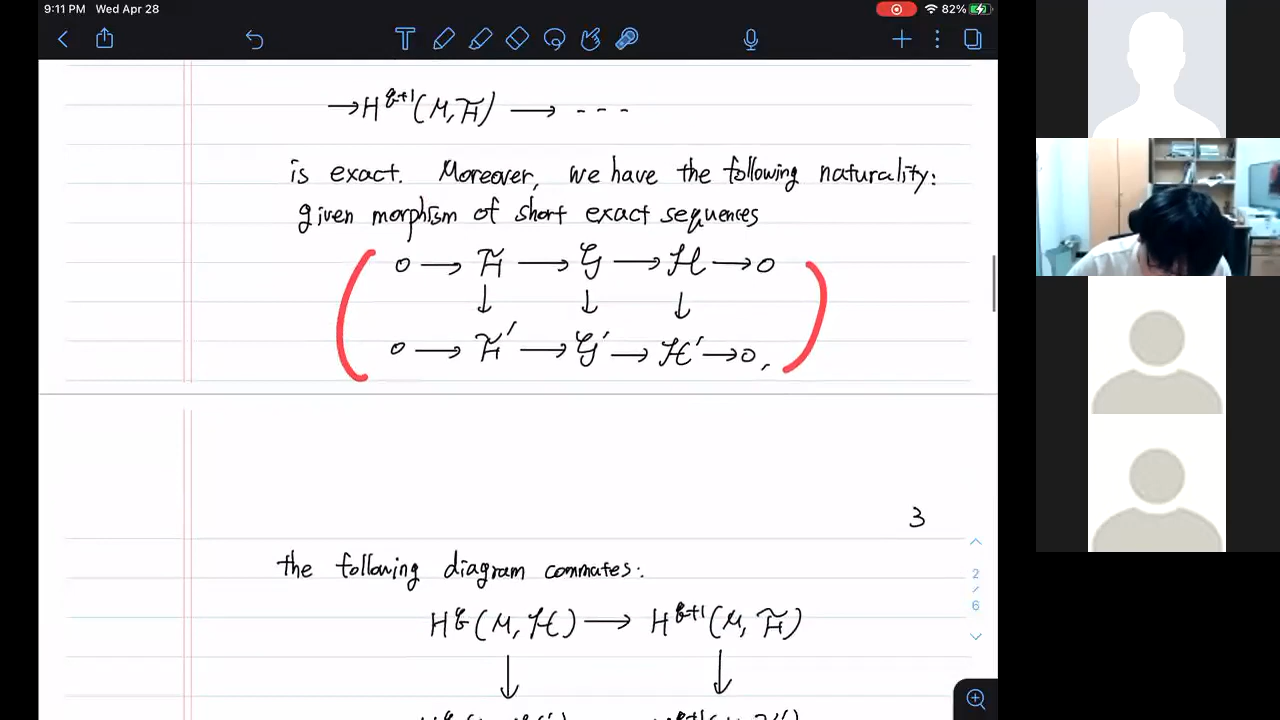 9:11 PM Wed Apr 28
82%
→ H^{q+1}(M, F) → ---
is exact. Moreover, we have the following naturality:
given morphism of short exact sequences
0 → F → G → H → 0
↓ ↓ ↓
0 → F' → G' → H' → 0,
3
the following diagram commutes:
2
/
6
H^q(M, H) → H^{q+1}(M, F)
↓ ↓